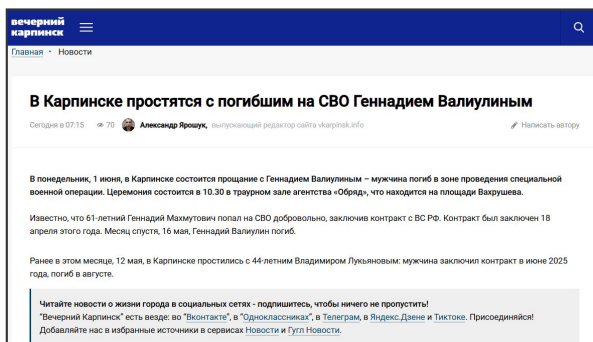 вечерний
карпинск
Главная • Новости
В Карпинске простятся с погибшим на СВО Геннадием Валиулиным
Сегодня в 07:15 70 Александр Ярошук, выпускающий редактор сайта vkarpinsk.info Написать автору
В понедельник, 1 июня, в Карпинске состоится прощание с Геннадием Валиулиным – мужчина погиб в зоне проведения специальной
военной операции. Церемония состоится в 10.30 в траурном зале агентства «Обряд», что находится на площади Вахрушева.
Известно, что 61-летний Геннадий Махмутович попал на СВО добровольно, заключив контракт с ВС РФ. Контракт был заключен 18
апреля этого года. Месяц спустя, 16 мая, Геннадий Валиулин погиб.
Ранее в этом месяце, 12 мая, в Карпинске простились с 44-летним Владимиром Лукьяновым: мужчина заключил контракт в июне 2025
года, погиб в августе.
Читайте новости о жизни города в социальных сетях - подпишитесь, чтобы ничего не пропустить!
"Вечерний Карпинск" есть везде: во "Вконтакте", в "Одноклассниках", в Телеграм, в Яндекс.Дзене и Тиктоке. Присоединяйся!
Добавляйте нас в избранные источники в сервисах Новости и Гугл Новости.